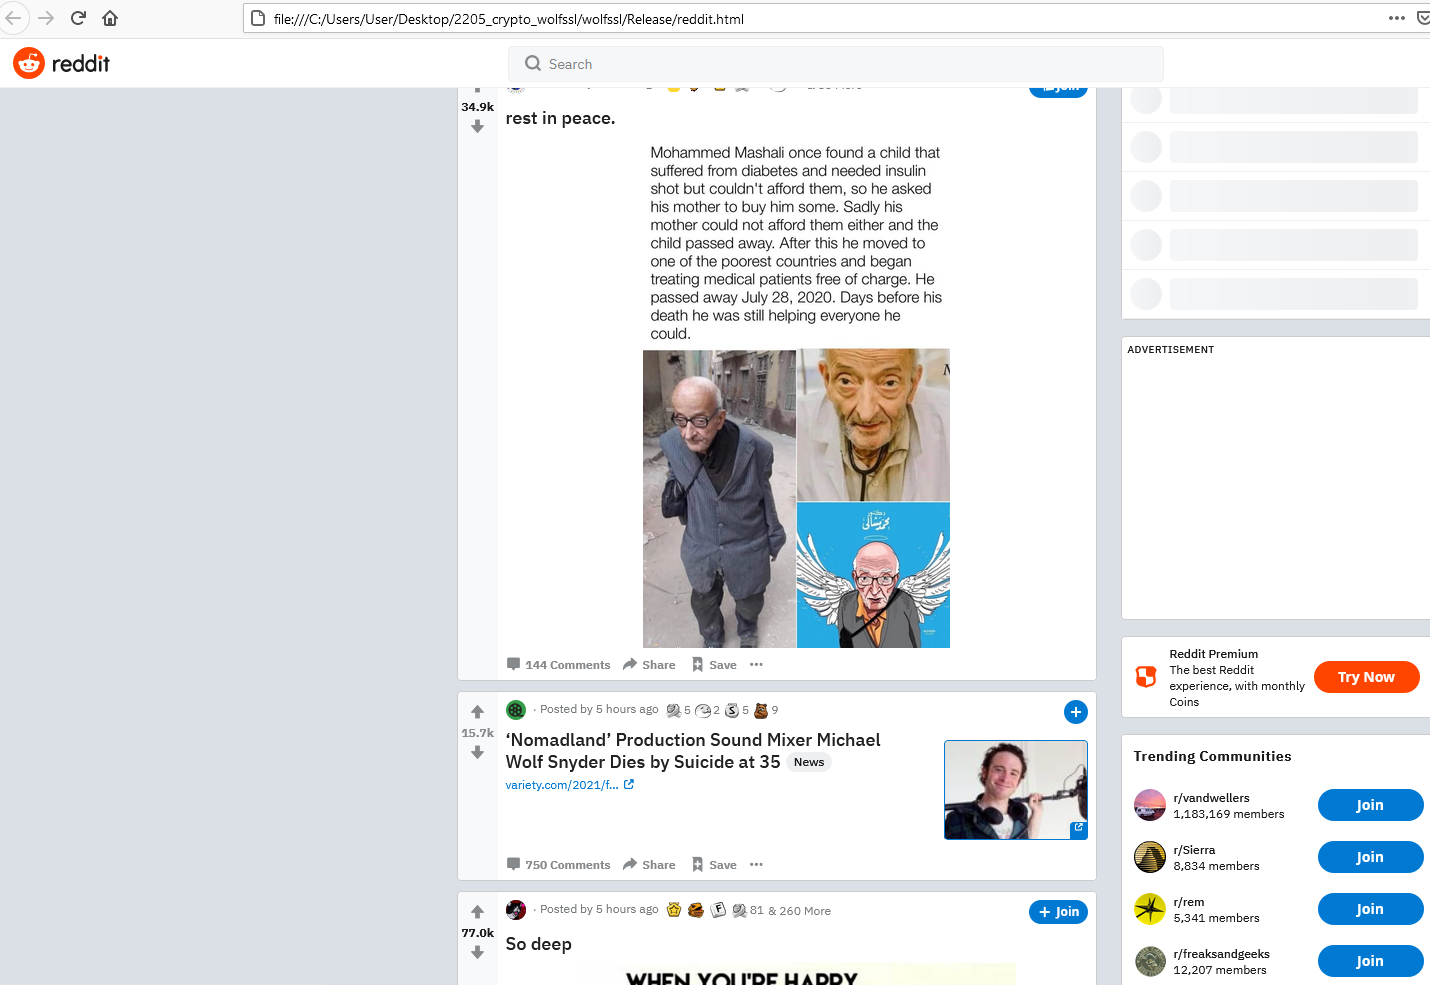 file:///C:/Users/User/Desktop/2205_crypto_wolfssl/wolfssl/Release/reddit.html
reddit
Search
34.9k
Join
rest in peace.
Mohammed Mashali once found a child that
suffered from diabetes and needed insulin
shot but couldn't afford them, so he asked
his mother to buy him some. Sadly his
mother could not afford them either and the
child passed away. After this he moved to
one of the poorest countries and began
treating medical patients free of charge. He
passed away July 28, 2020. Days before his
death he was still helping everyone he
could.
دكتور
محمد مشالي
144 Comments Share Save
15.7k
· Posted by 5 hours ago 5 2 5 9
‘Nomadland’ Production Sound Mixer Michael
Wolf Snyder Dies by Suicide at 35 News
variety.com/2021/f...
750 Comments Share Save
77.0k
· Posted by 5 hours ago F 81 & 260 More
Join
So deep
WHEN YOU'RE HAPPY
ADVERTISEMENT
Reddit Premium
The best Reddit
experience, with monthly
Coins
Try Now
Trending Communities
r/vandwellers
1,183,169 members
Join
r/Sierra
8,834 members
Join
r/rem
5,341 members
Join
r/freaksandgeeks
12,207 members
Join